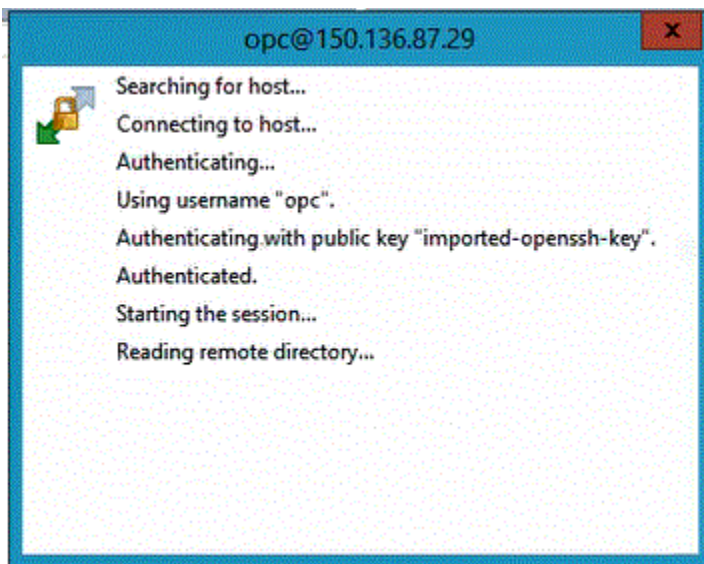 opc@150.136.87.29
x
Searching for host...
Connecting to host...
Authenticating...
Using username "opc".
Authenticating with public key "imported-openssh-key".
Authenticated.
Starting the session...
Reading remote directory...